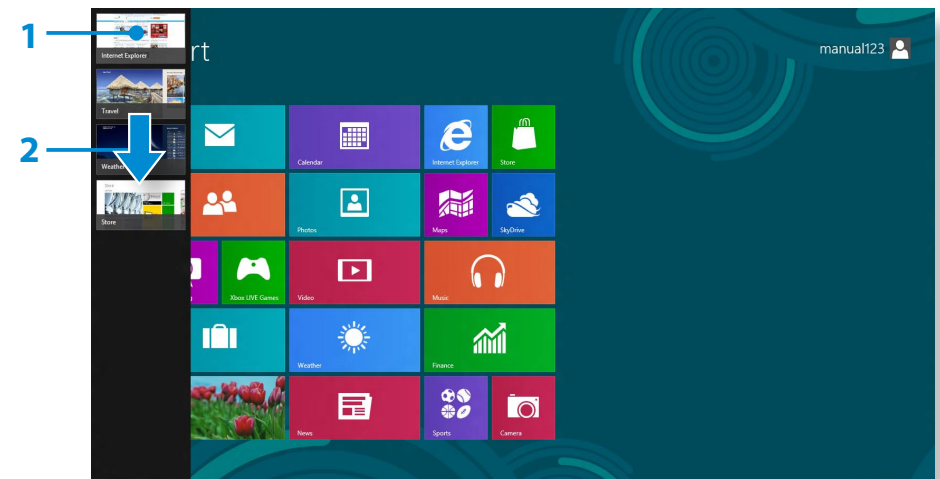 1
Internet Explorer
rt
manual123
Travel
2
Weather
Store
Store
Calendar
Internet Explorer
Store
Photos
Maps
SkyDrive
g
Xbox LIVE Games
Video
Music
Weather
Finance
News
Sports
Camera